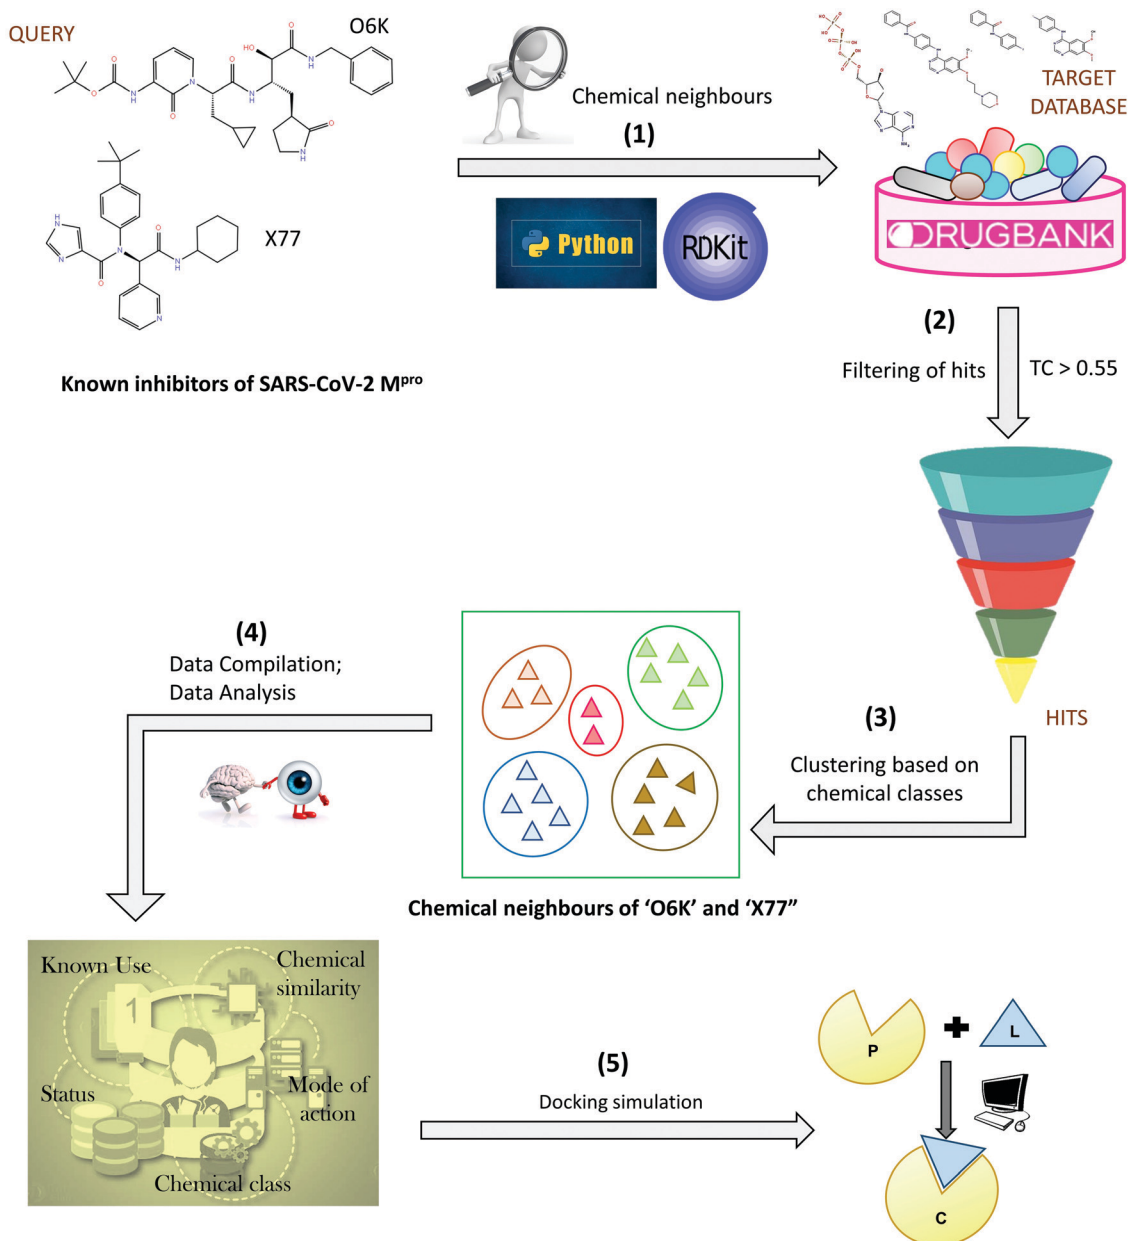 QUERY
O6K
X77
Known inhibitors of SARS-CoV-2 Mpro
Chemical neighbours
(1)
Python
RDKit
TARGET
DATABASE
DRUGBANK
(2)
Filtering of hits
TC > 0.55
HITS
(3)
Clustering based on
chemical classes
Chemical neighbours of ‘O6K’ and ‘X77”
(4)
Data Compilation;
Data Analysis
Known Use
Chemical
similarity
1
Status
Mode of
action
Chemical class
(5)
Docking simulation
P
L
C